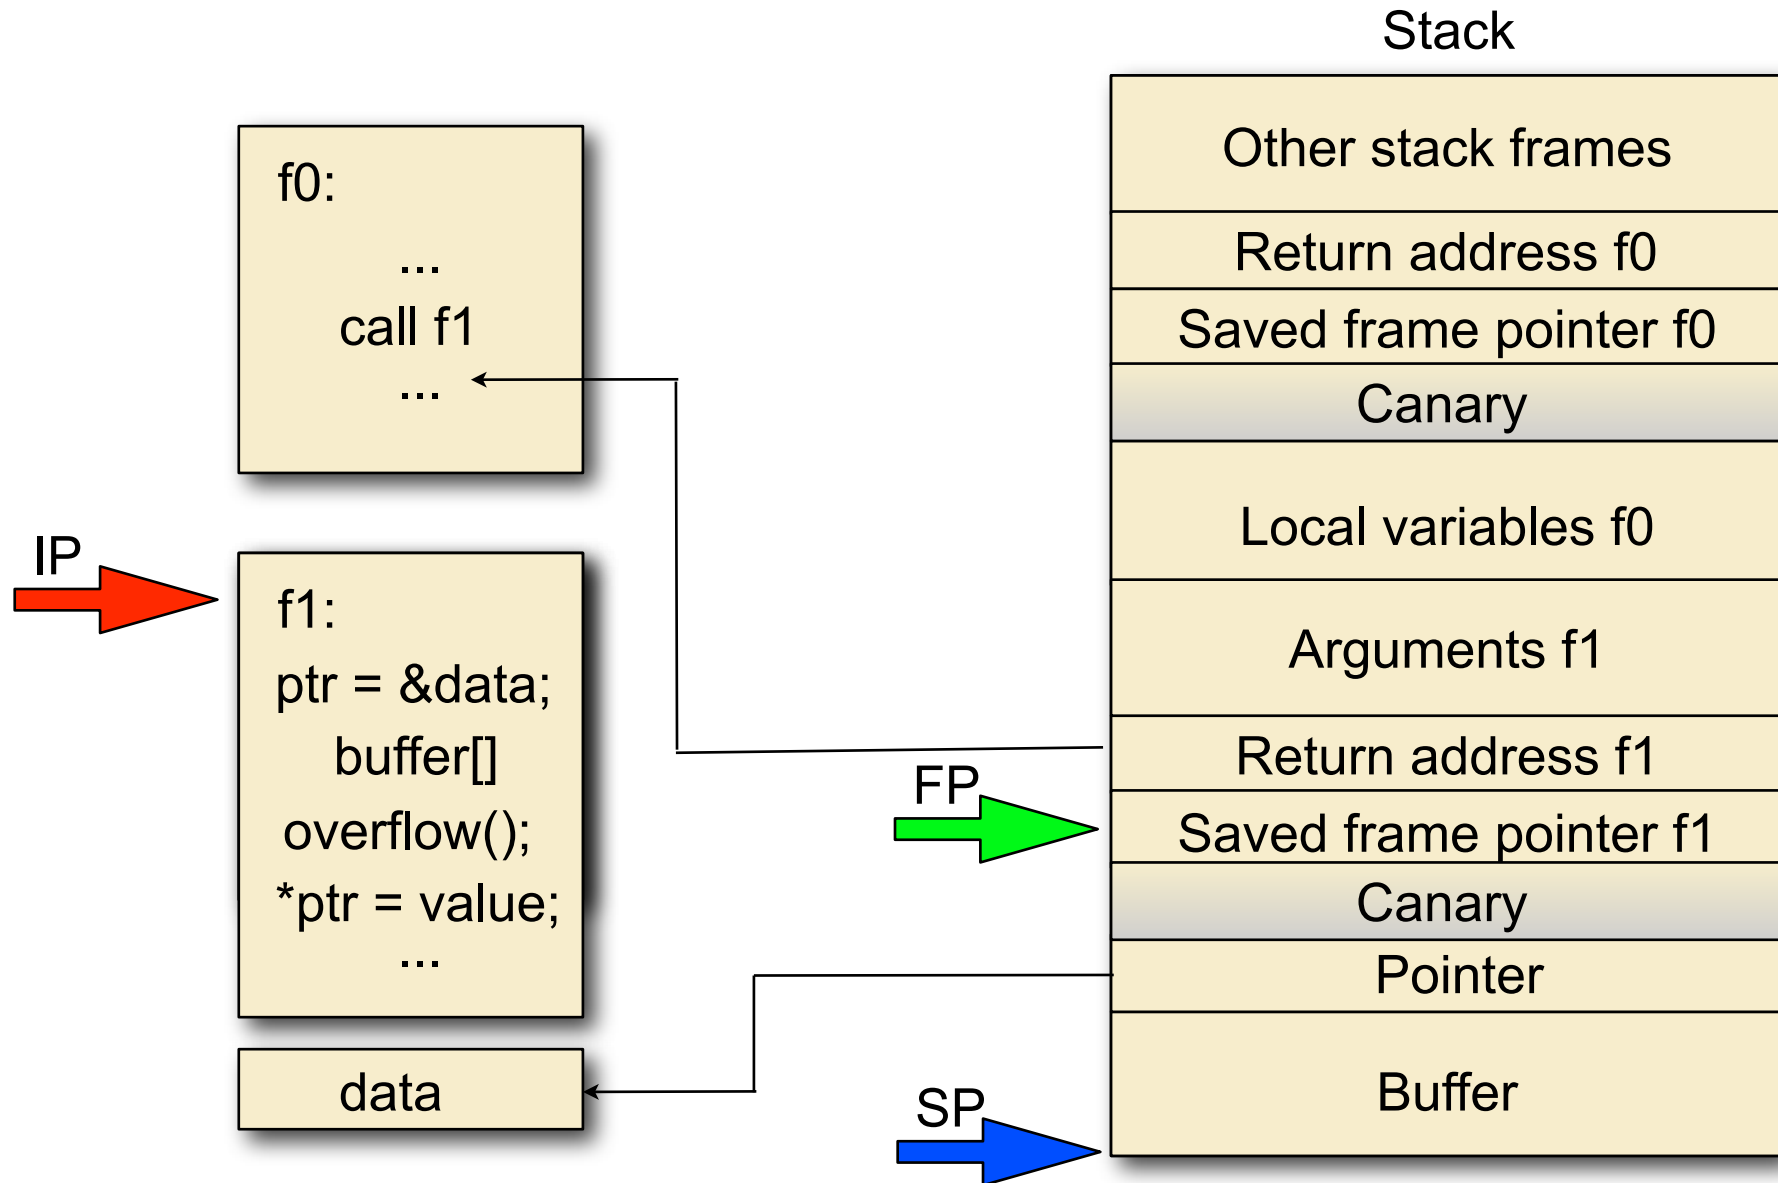 Stack
f0:
...
call f1
...
IP
f1:
ptr = &data;
buffer[]
overflow();
*ptr = value;
...
data
FP
SP
Other stack frames
Return address f0
Saved frame pointer f0
Canary
Local variables f0
Arguments f1
Return address f1
Saved frame pointer f1
Canary
Pointer
Buffer